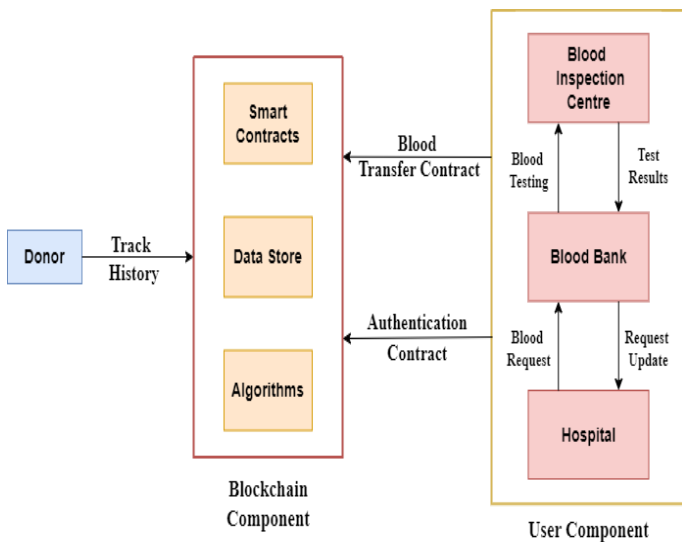 Donor
Track
History
Smart
Contracts
Data Store
Algorithms
Blockchain
Component
Blood
Transfer Contract
Authentication
Contract
Blood
Inspection
Centre
Blood
Testing
Test
Results
Blood Bank
Blood
Request
Request
Update
Hospital
User Component